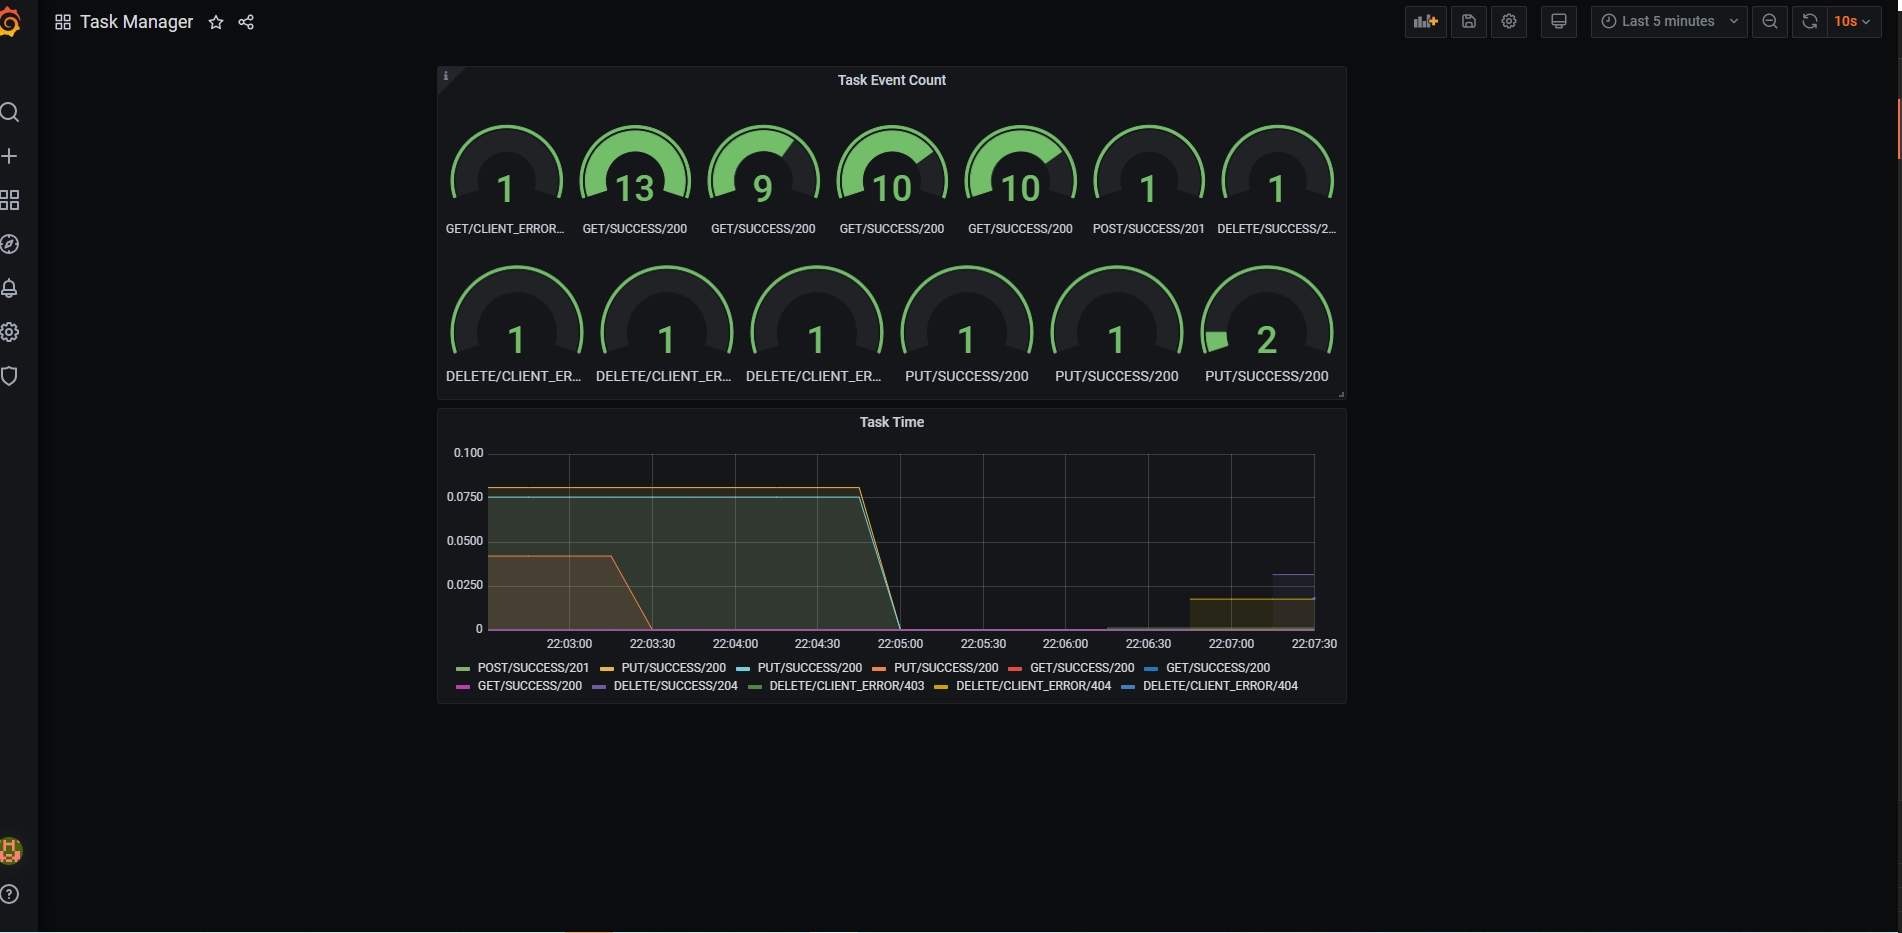 Task Manager
Last 5 minutes
10s
Task Event Count
1 13 9 10 10 1 1
GET/CLIENT_ERROR... GET/SUCCESS/200 GET/SUCCESS/200 GET/SUCCESS/200 GET/SUCCESS/200 POST/SUCCESS/201 DELETE/SUCCESS/2...
1 1 1 1 1 2
DELETE/CLIENT_ER... DELETE/CLIENT_ER... DELETE/CLIENT_ER... PUT/SUCCESS/200 PUT/SUCCESS/200 PUT/SUCCESS/200
Task Time
0.100
0.0750
0.0500
0.0250
0
22:03:00 22:03:30 22:04:00 22:04:30 22:05:00 22:05:30 22:06:00 22:06:30 22:07:00 22:07:30
POST/SUCCESS/201 PUT/SUCCESS/200 PUT/SUCCESS/200 PUT/SUCCESS/200 GET/SUCCESS/200 GET/SUCCESS/200
GET/SUCCESS/200 DELETE/SUCCESS/204 DELETE/CLIENT_ERROR/403 DELETE/CLIENT_ERROR/404 DELETE/CLIENT_ERROR/404